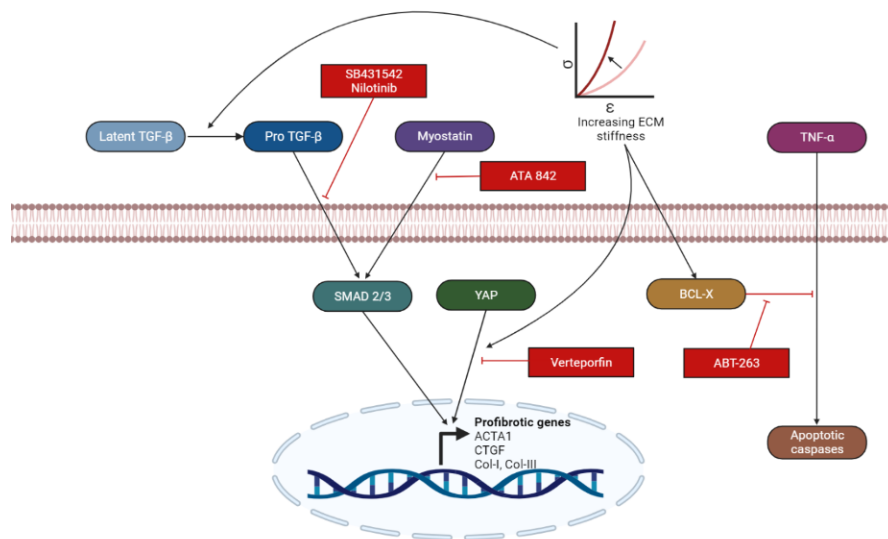 SB431542
Nilotinib
σ
ε
Increasing ECM
stiffness
Latent TGF-β
Pro TGF-β
Myostatin
TNF-α
ATA 842
SMAD 2/3
YAP
BCL-X
Verteporfin
ABT-263
Profibrotic genes
ACTA1
CTGF
Col-I, Col-III
Apoptotic
caspases